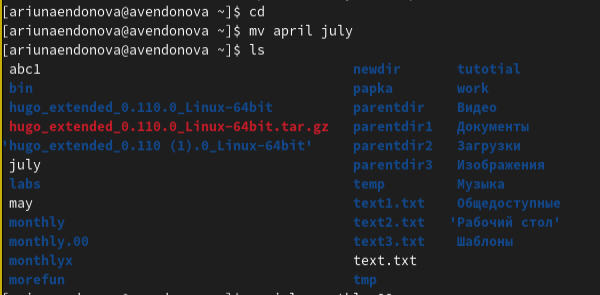 [ariunaendonova@avendonova ~]$ cd
[ariunaendonova@avendonova ~]$ mv april july
[ariunaendonova@avendonova ~]$ ls
abc1 newdir tutotial
bin papka work
hugo_extended_0.110.0_Linux-64bit parentdir Видео
hugo_extended_0.110.0_Linux-64bit.tar.gz parentdir1 Документы
'hugo_extended_0.110 (1).0_Linux-64bit' parentdir2 Загрузки
july parentdir3 Изображения
labs temp Музыка
may text1.txt Общедоступные
monthly text2.txt 'Рабочий стол'
monthly.00 text3.txt Шаблоны
monthlyx text.txt
morefun tmp